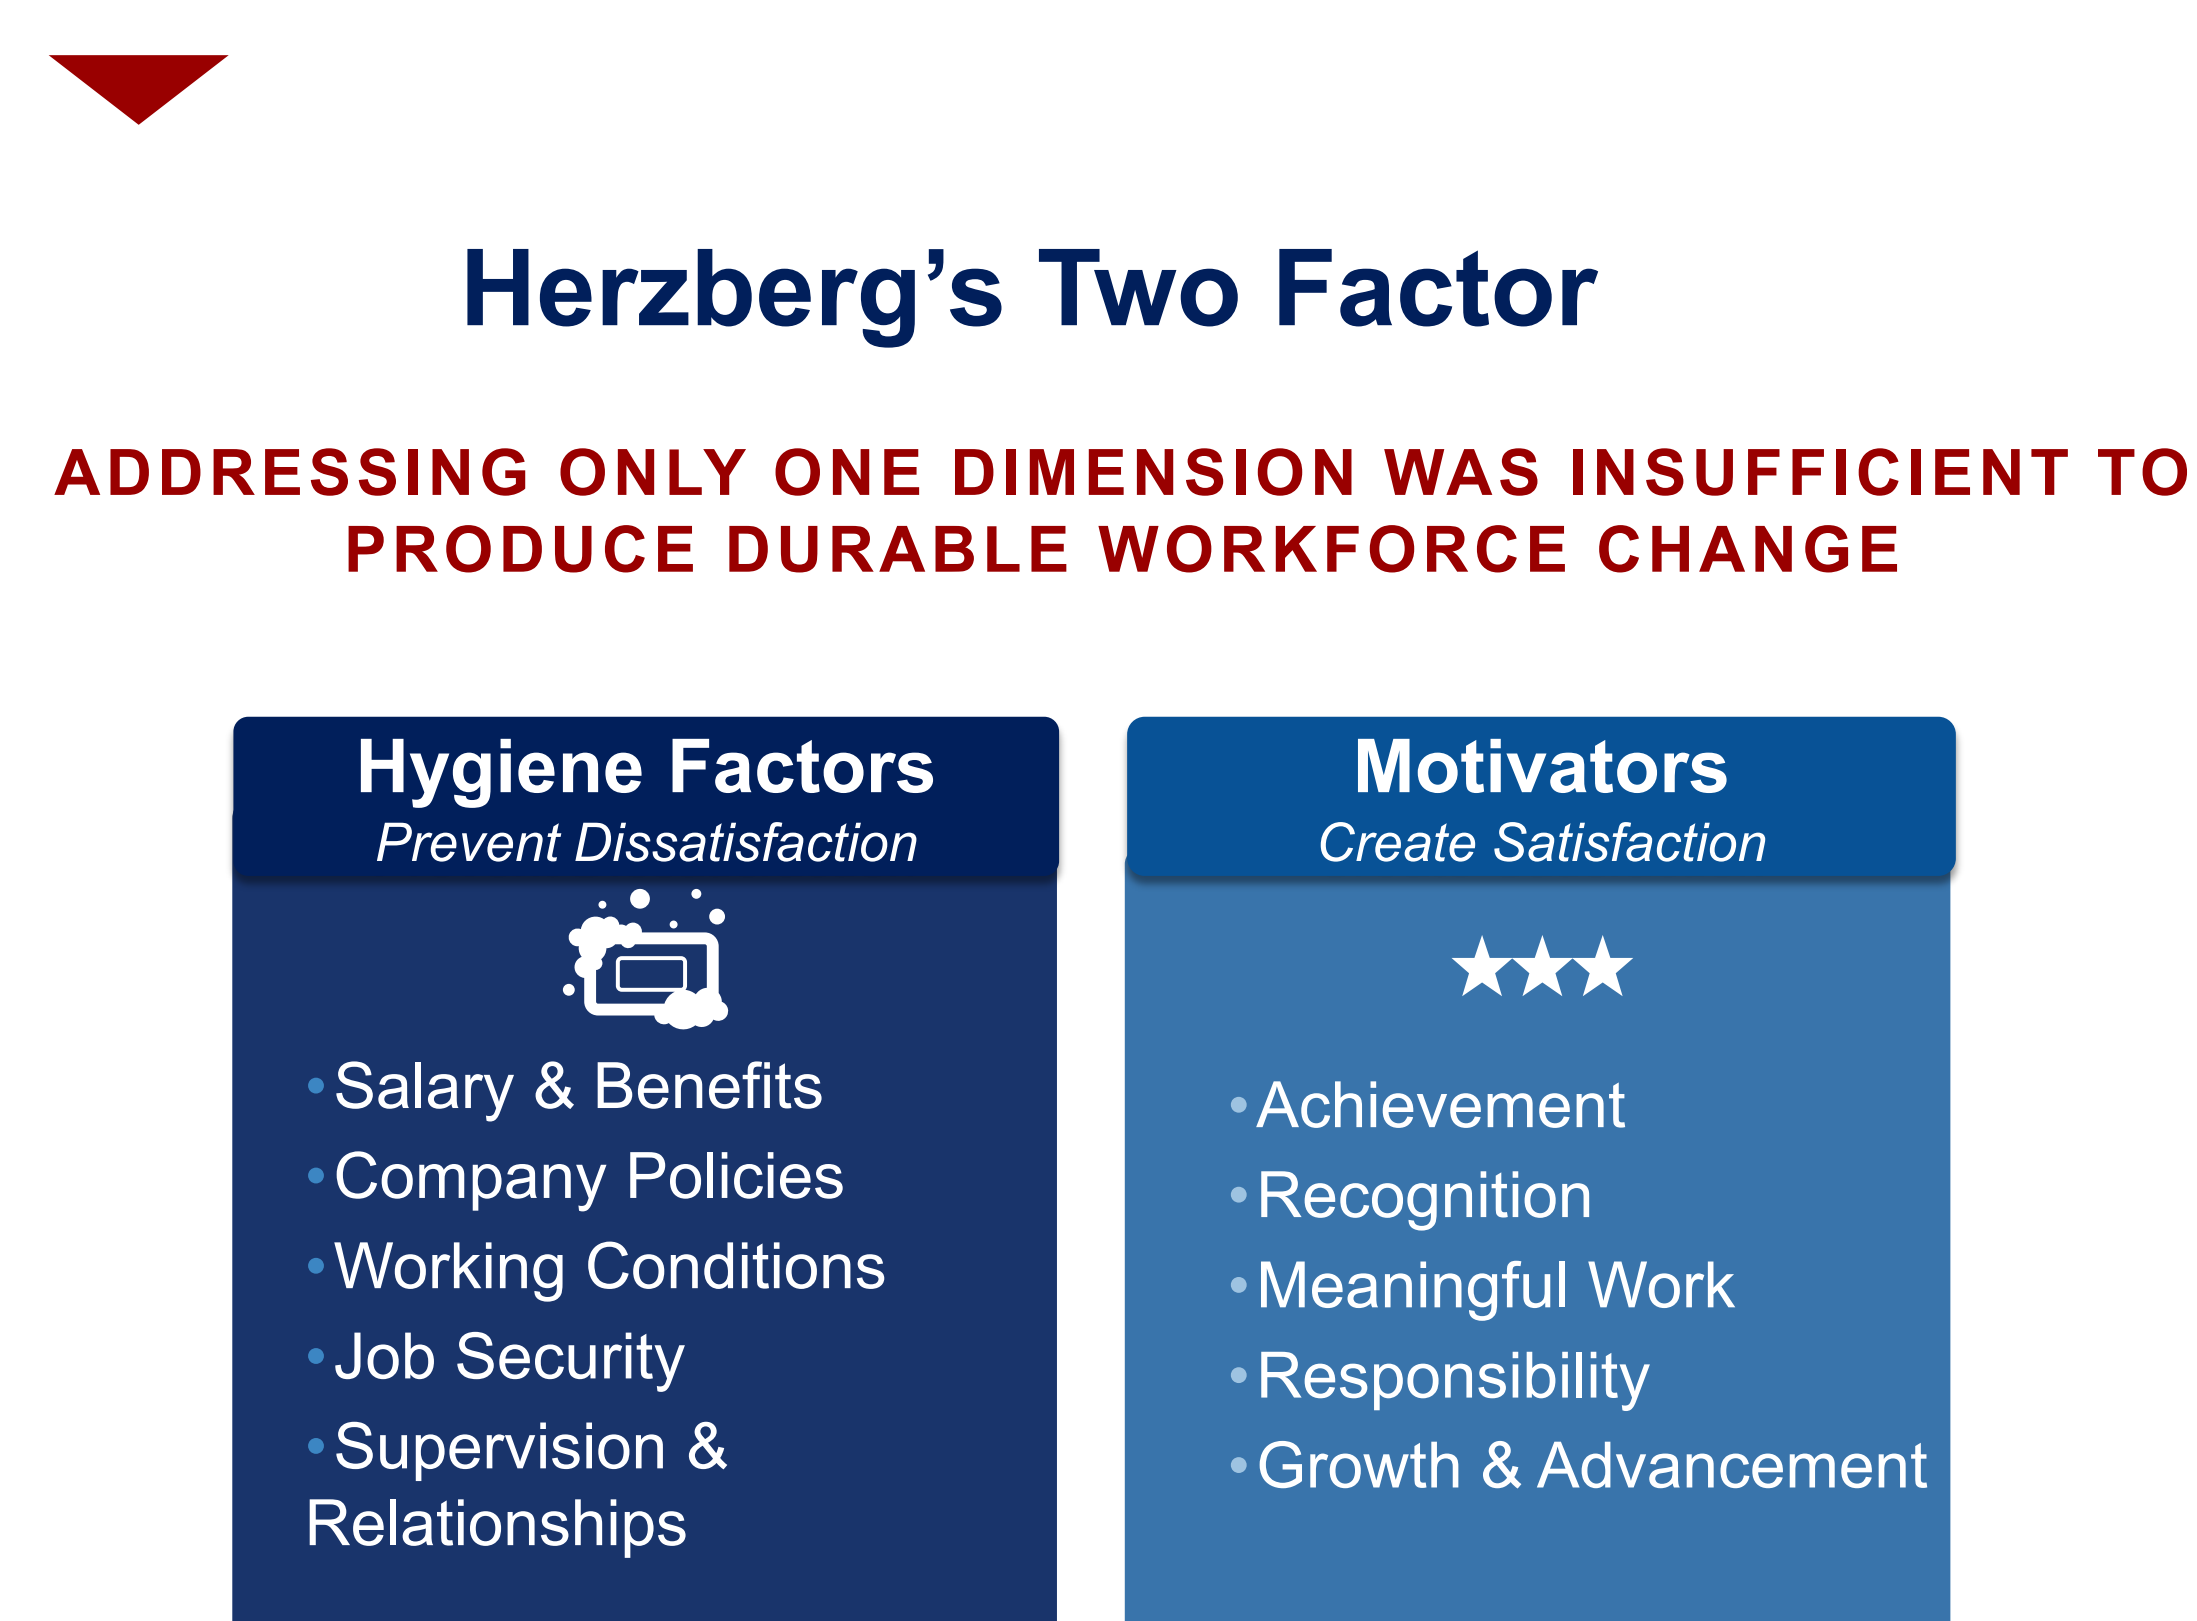 Herzberg’s Two Factor
ADDRESSING ONLY ONE DIMENSION WAS INSUFFICIENT TO
PRODUCE DURABLE WORKFORCE CHANGE
Hygiene Factors
Prevent Dissatisfaction
•Salary & Benefits
•Company Policies
•Working Conditions
•Job Security
•Supervision &
Relationships
Motivators
Create Satisfaction
•Achievement
•Recognition
•Meaningful Work
•Responsibility
•Growth & Advancement